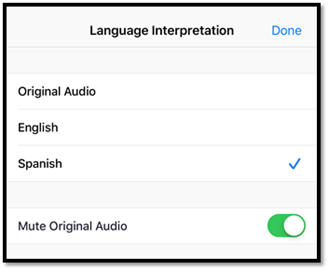 Language Interpretation Done
Original Audio
English
Spanish
Mute Original Audio